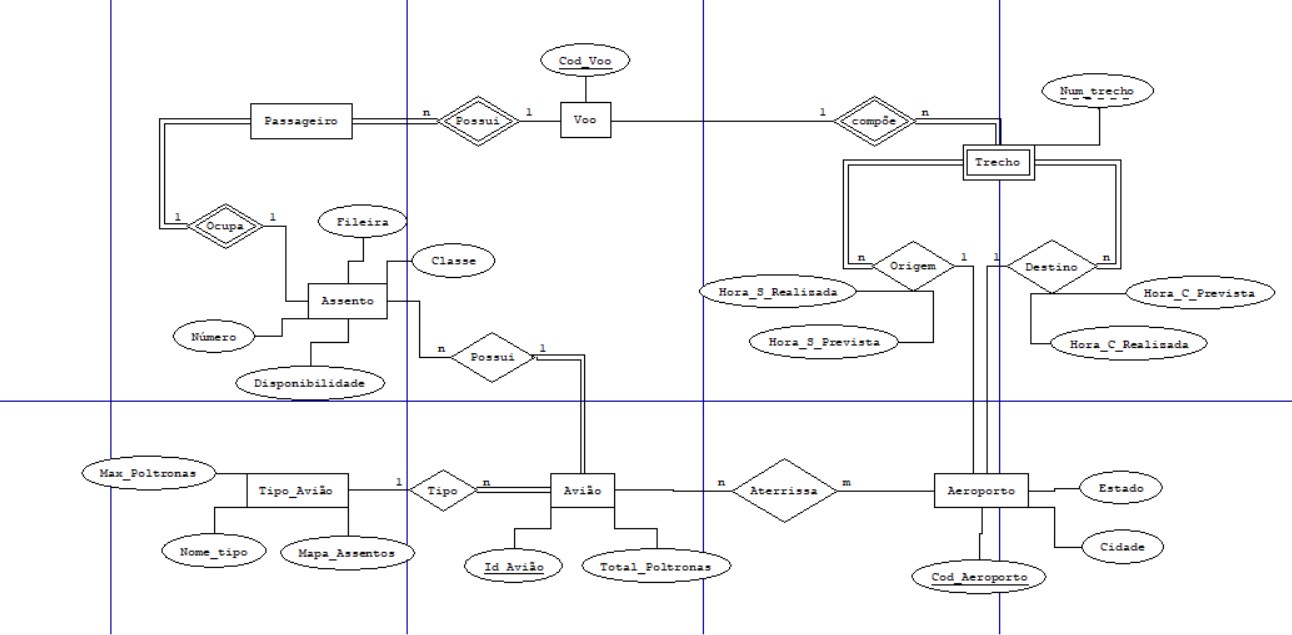 Cod_Voo
Num_trecho
Passageiro
n
Possui
1
Voo
1
compõe
n
Trecho
1
Ocupa
1
Fileira
Classe
Assento
Número
Disponibilidade
n
Possui
1
n
Origem
1
1
Destino
n
Hora_S_Realizada
Hora_S_Prevista
Hora_C_Prevista
Hora_C_Realizada
Max_Poltronas
Tipo_Avião
1
Tipo
n
Avião
n
Aterrissa
m
Aeroporto
Estado
Nome_tipo
Mapa_Assentos
Id_Avião
Total_Poltronas
Cidade
Cod_Aeroporto